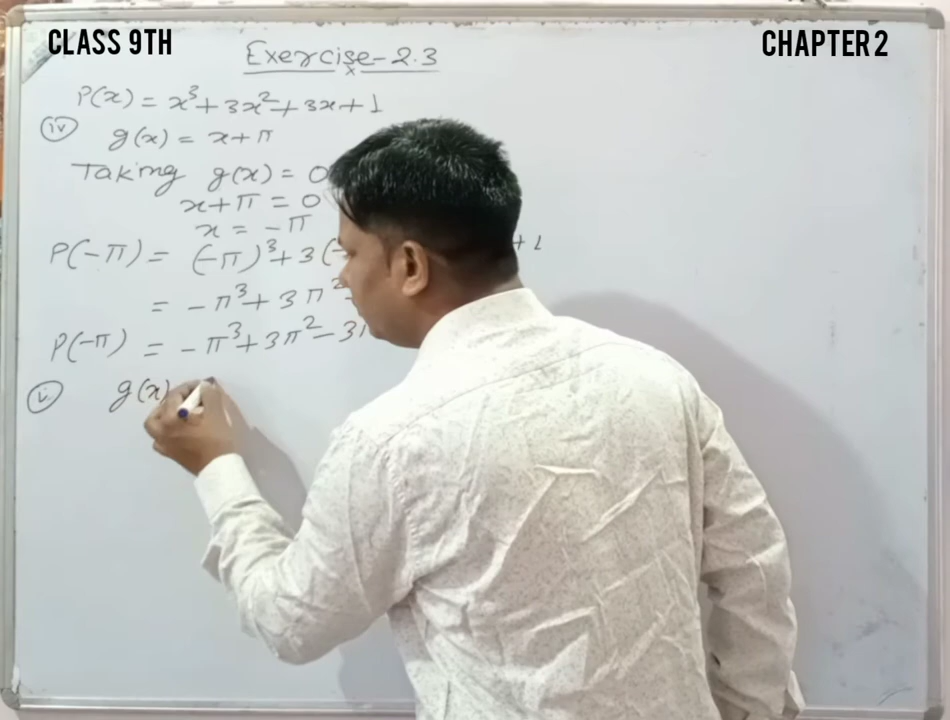 CLASS 9TH
CHAPTER 2
Exercise-2.3
P(x) = x³+3x²+3x+1
(iv) g(x) = x+π
Taking g(x) = 0
x+π = 0
x = -π
P(-π) = (-π)³+3(- +1
= -π³+3π²
P(-π) = -π³+3π²-3
(v) g(x)